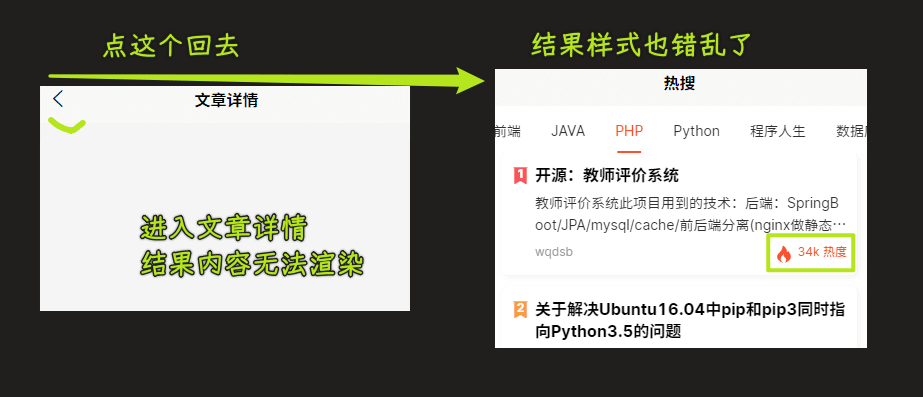 点这个回去
结果样式也错乱了
文章详情
进入文章详情
结果内容无法渲染
热搜
前端 JAVA PHP Python 程序人生 数据
1 开源：教师评价系统
教师评价系统此项目用到的技术：后端：SpringB
oot/JPA/mysql/cache/前后端分离(nginx做静态…
wqdsb 34k 热度
2 关于解决Ubuntu16.04中pip和pip3同时指
向Python3.5的问题